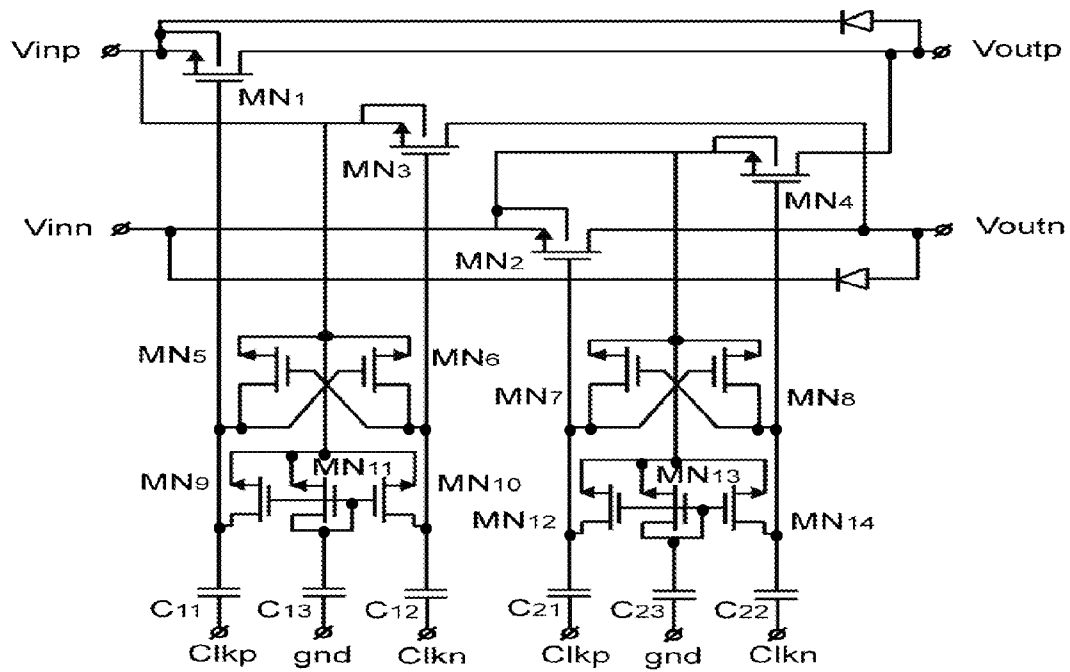 Vinp
Voutp
MN1
MN3
MN4
Vinn
Voutn
MN2
MN5
MN6
MN7
MN8
MN9
MN11
MN10
MN12
MN13
MN14
C11
C13
C12
C21
C23
C22
Clkp
gnd
Clkn
Clkp
gnd
Clkn